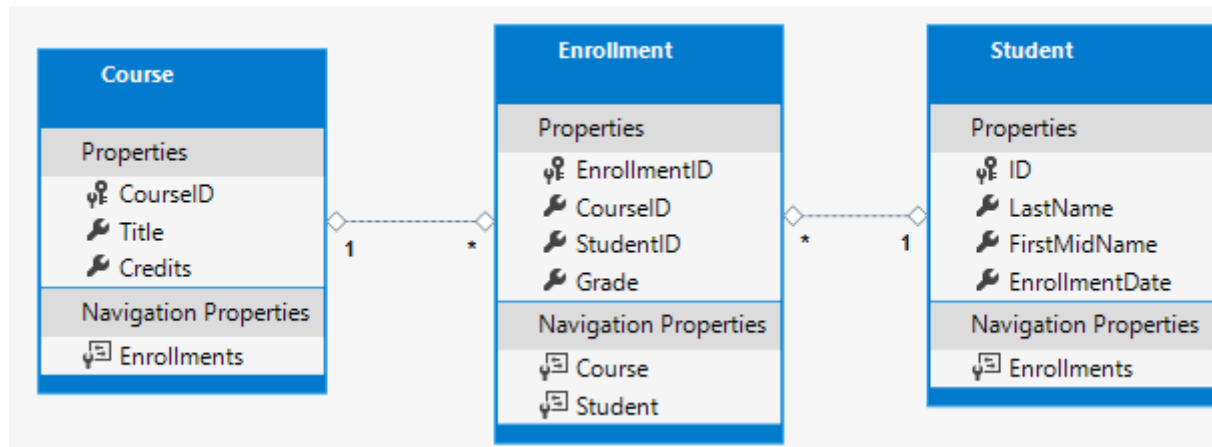 Course
Properties
CourseID
Title
Credits
Navigation Properties
Enrollments
1
*
Enrollment
Properties
EnrollmentID
CourseID
StudentID
Grade
Navigation Properties
Course
Student
*
1
Student
Properties
ID
LastName
FirstMidName
EnrollmentDate
Navigation Properties
Enrollments